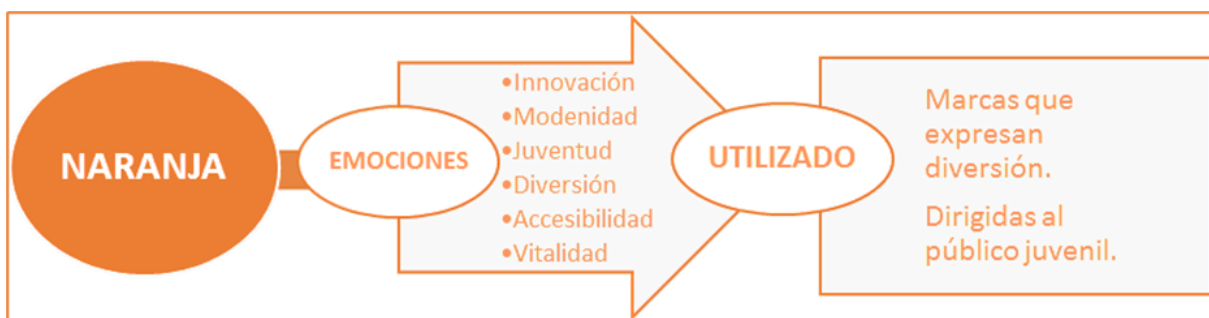 NARANJA
EMOCIONES
•Innovación
•Modenidad
•Juventud
•Diversión
•Accesibilidad
•Vitalidad
UTILIZADO
Marcas que
expresan
diversión.
Dirigidas al
público juvenil.